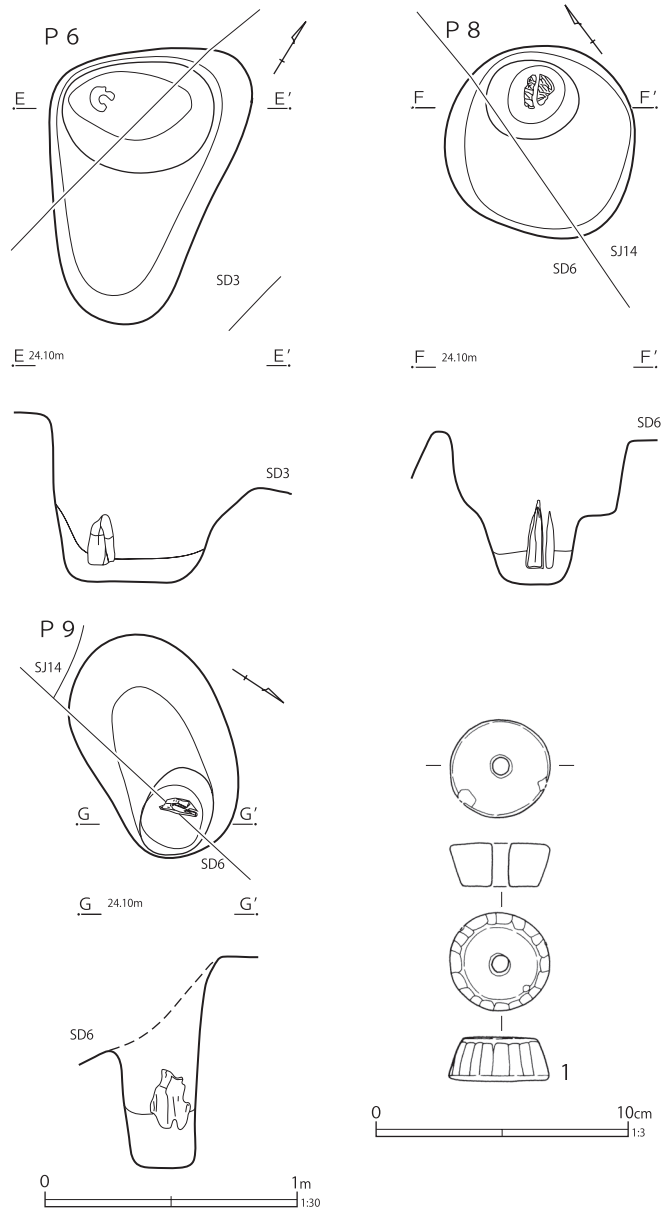 P 6
E E'
SD3
E 24.10m E'
SD3
P 8
F F'
SJ14
SD6
F 24.10m F'
SD6
P 9
SJ14
G G'
SD6
G 24.10m G'
SD6
0 1m
1:30
1
0 10cm
1:3